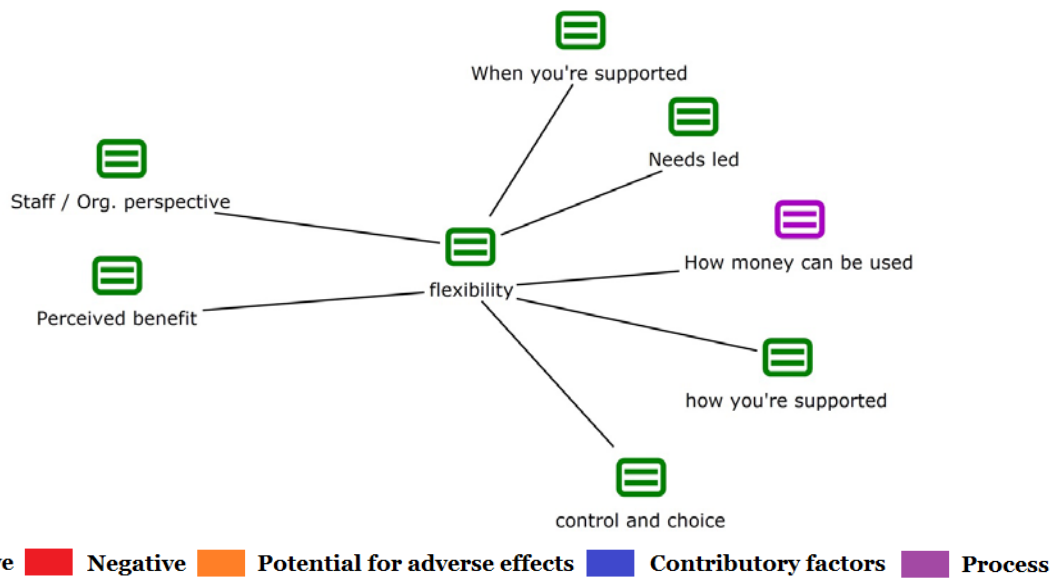 When you're supported
Needs led
Staff / Org. perspective
How money can be used
flexibility
Perceived benefit
how you're supported
control and choice
Negative Potential for adverse effects Contributory factors Process